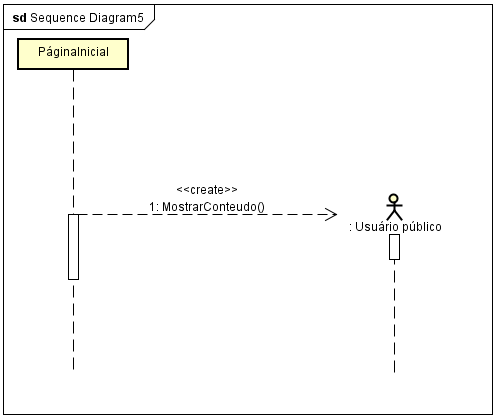 sd Sequence Diagram5
PáginaInicial
<<create>>
1: MostrarConteudo()
: Usuário público